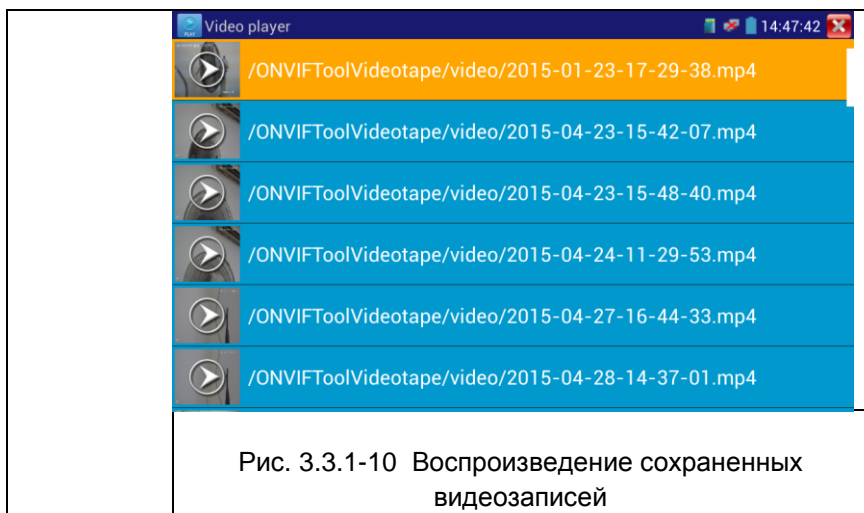 Video player
14:47:42
PLAY
/ONVIFToolVideotape/video/2015-01-23-17-29-38.mp4
/ONVIFToolVideotape/video/2015-04-23-15-42-07.mp4
/ONVIFToolVideotape/video/2015-04-23-15-48-40.mp4
/ONVIFToolVideotape/video/2015-04-24-11-29-53.mp4
/ONVIFToolVideotape/video/2015-04-27-16-44-33.mp4
/ONVIFToolVideotape/video/2015-04-28-14-37-01.mp4
Рис. 3.3.1-10 Воспроизведение сохраненных
видеозаписей